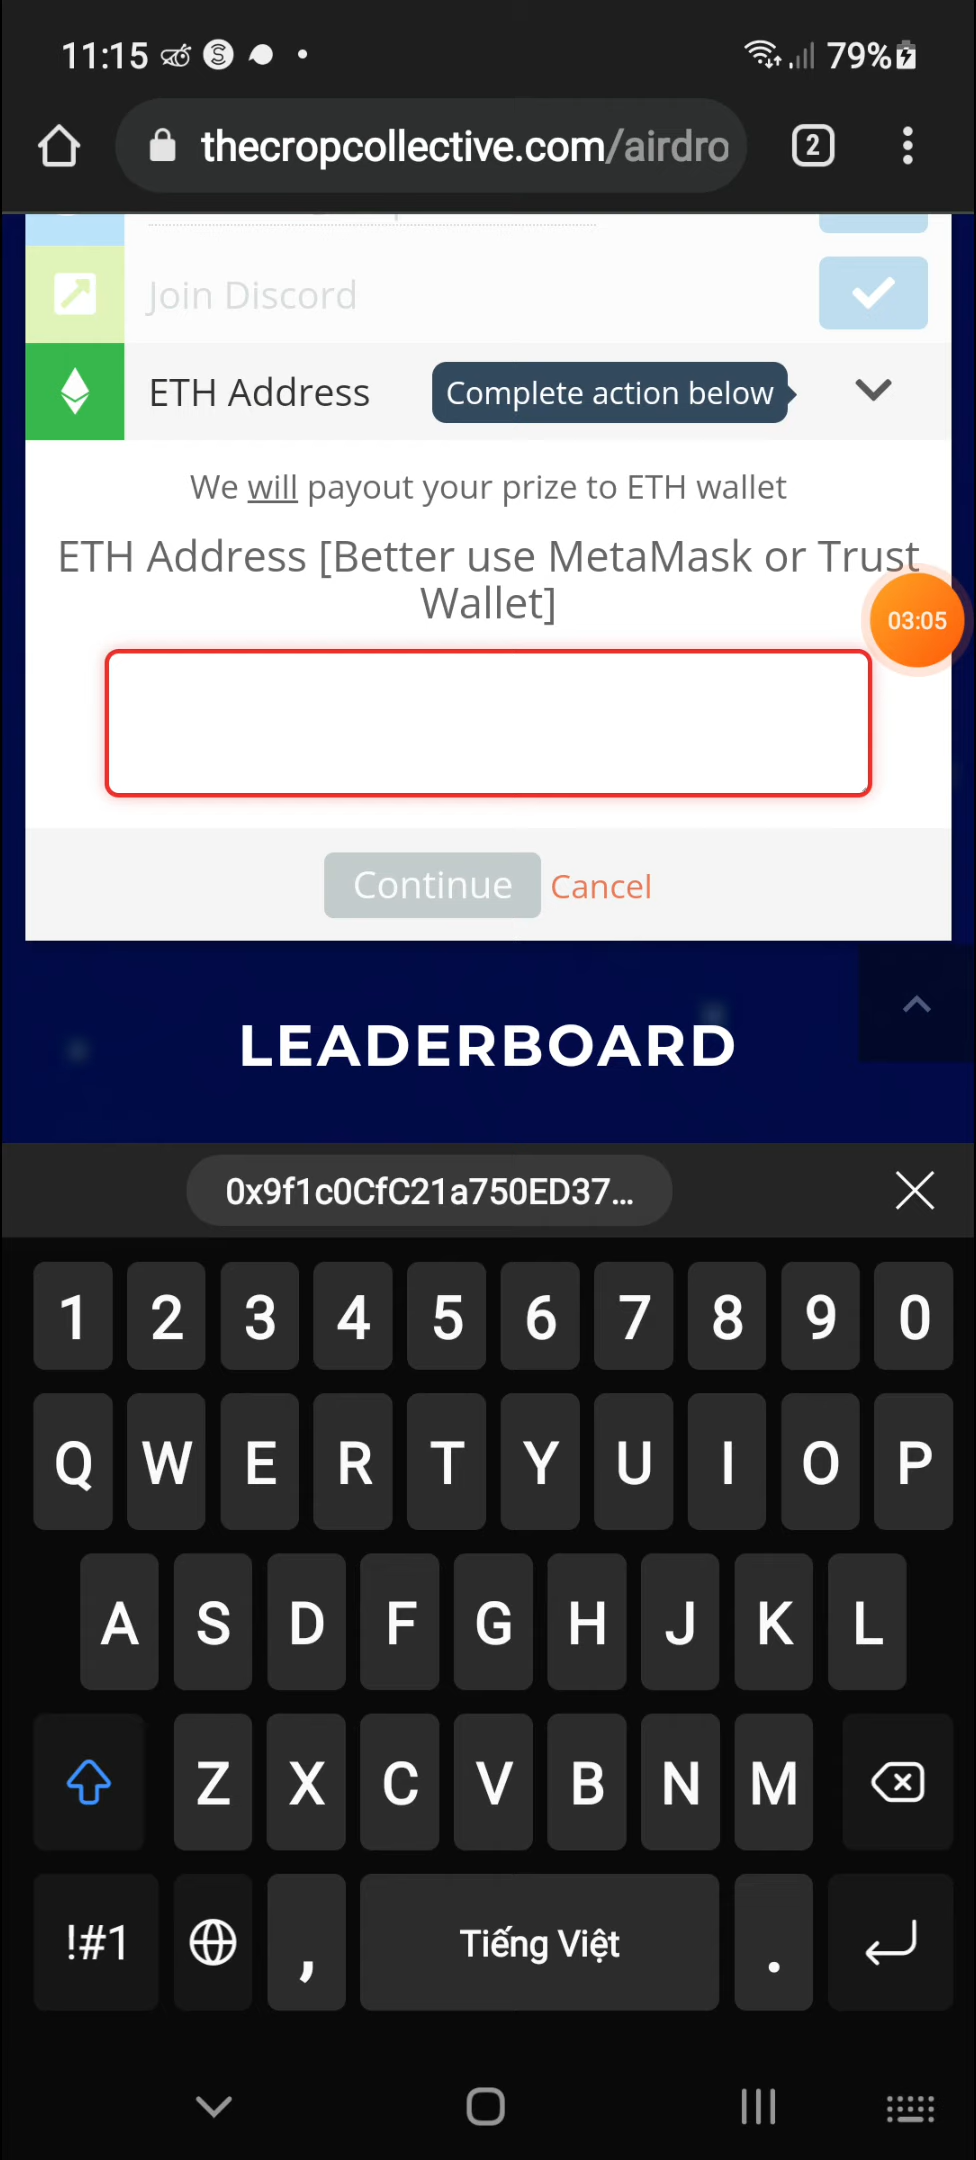 11:15
79%
thecropcollective.com/airdro
2
Join Discord
ETH Address
Complete action below
We will payout your prize to ETH wallet
ETH Address [Better use MetaMask or Trust
Wallet]
03:05
Continue
Cancel
LEADERBOARD
0x9f1c0CfC21a750ED37...
1 2 3 4 5 6 7 8 9 0
Q W E R T Y U I O P
A S D F G H J K L
Z X C V B N M
!#1 , Tiếng Việt .